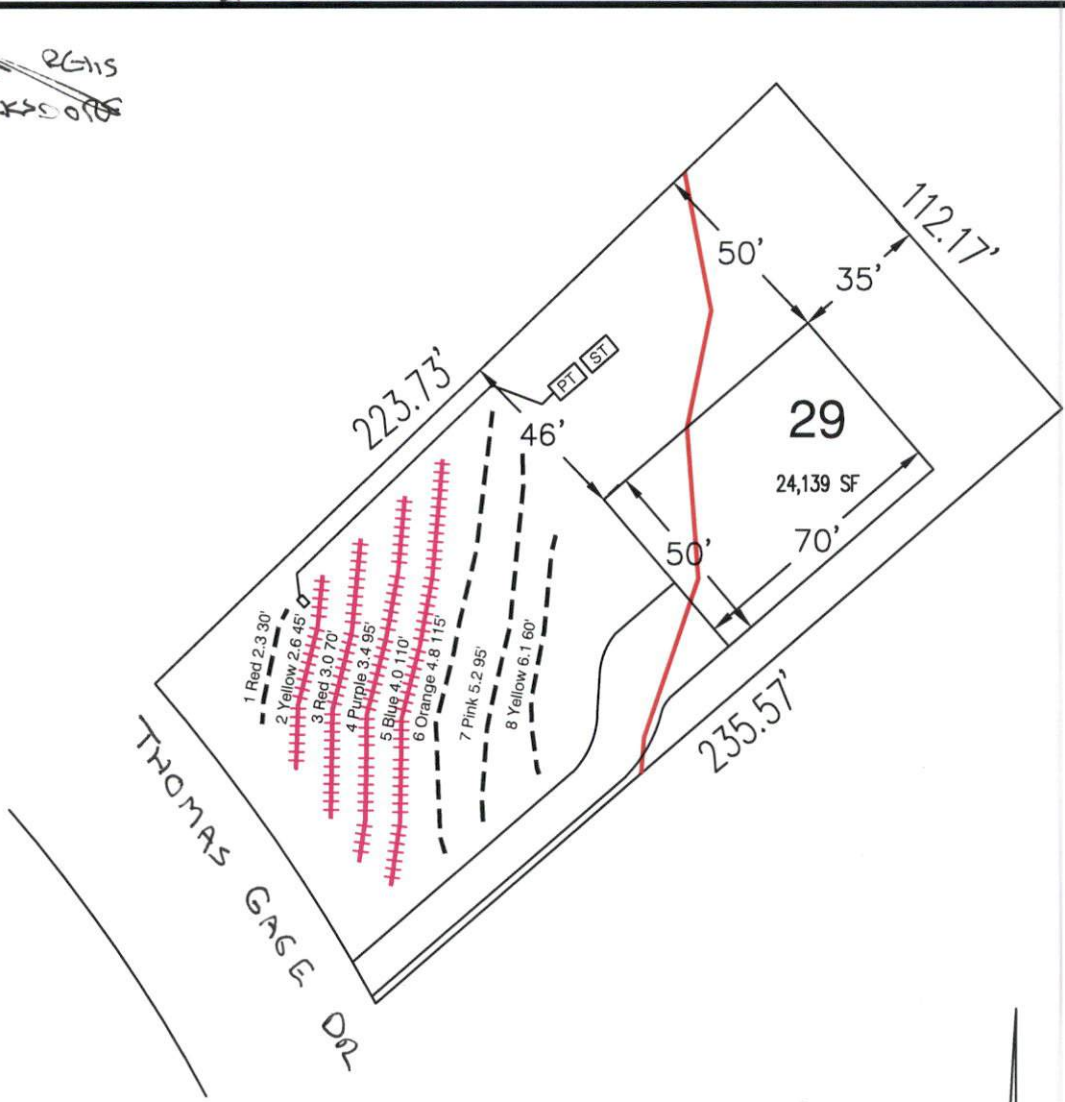 112.17'
50'
35'
223.73'
PT
ST
46'
29
24,139 SF
50'
70'
1 Red 2.3 30'
2 Yellow 2.6 45'
3 Red 3.0 70'
4 Purple 3.4 95'
5 Blue 4.0 110'
6 Orange 4.8 115'
7 Pink 5.2 95'
8 Yellow 6.1 60'
235.57'
THOMAS GAGE DR